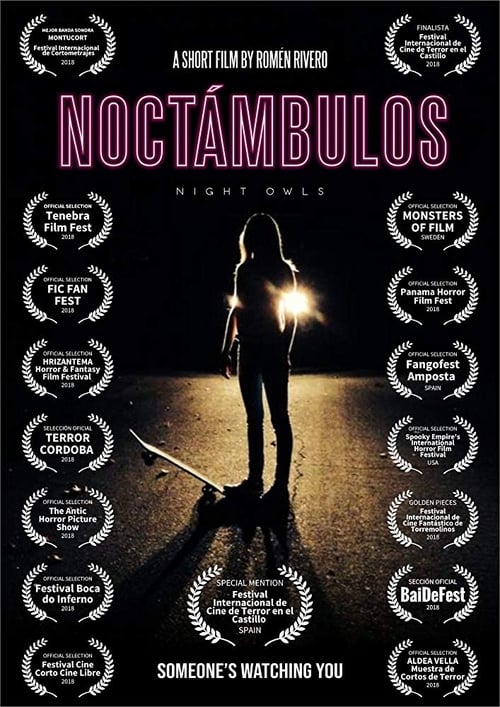 MEJOR BANDA SONORA
MONTUCORT
Festival Internacional
de Cortometrajes
2018
FINALISTA
Festival
Internacional de
Cine de Terror en el
Castillo
2018
A SHORT FILM BY ROMÉN RIVERO
NOCTÁMBULOS
NIGHT OWLS
OFFICIAL SELECTION
Tenebra
Film Fest
2018
OFFICIAL SELECTION
MONSTERS
OF FILM
SWEDEN
OFFICIAL SELECTION
FIC FAN
FEST
2018
OFFICIAL SELECTION
Panama Horror
Film Fest
2018
OFFICIAL SELECTION
HRIZANTEMA
Horror & Fantasy
Film Festival
2018
OFFICIAL SELECTION
Fangofest
Amposta
SPAIN
SELECCIÓN OFICIAL
TERROR
CORDOBA
2018
OFFICIAL SELECTION
Spooky Empire's
International
Horror Film
Festival
USA
OFFICIAL SELECTION
The Antic
Horror Picture
Show
2018
GOLDEN PIECES
Festival
Internacional de
Cine Fantástico de
Torremolinos
2018
OFFICIAL SELECTION
Festival Boca
do Inferno
2018
SPECIAL MENTION
Festival
Internacional de
Cine de Terror en el
Castillo
SPAIN
SECCIÓN OFICIAL
BaiDeFest
2018
OFFICIAL SELECTION
Festival Cine
Corto Cine Libre
2018
SOMEONE'S WATCHING YOU
OFFICIAL SELECTION
ALDEA VELLA
Muestra de
Cortos de Terror
2018